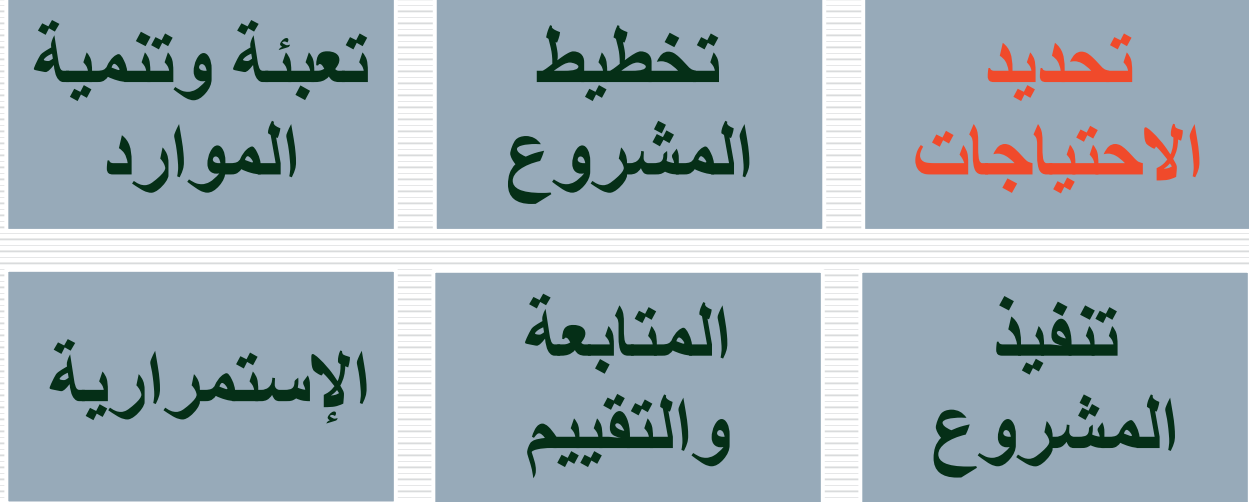 تحديد
الاحتياجات
تخطيط
المشروع
تعبئة وتنمية
الموارد
تنفيذ
المشروع
المتابعة
والتقييم
الإستمرارية